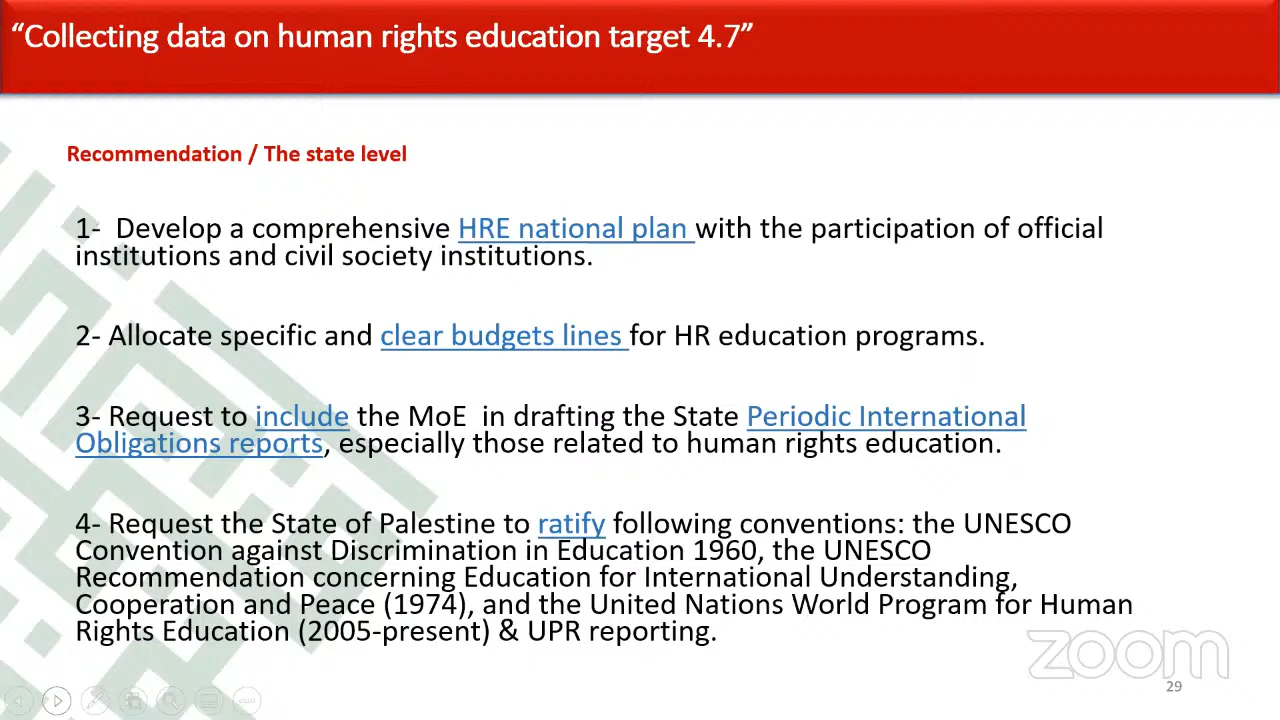 “Collecting data on human rights education target 4.7”
Recommendation / The state level
1-  Develop a comprehensive HRE national plan with the participation of official
institutions and civil society institutions.
2- Allocate specific and clear budgets lines for HR education programs.
3- Request to include the MoE  in drafting the State Periodic International
Obligations reports, especially those related to human rights education.
4- Request the State of Palestine to ratify following conventions: the UNESCO
Convention against Discrimination in Education 1960, the UNESCO
Recommendation concerning Education for International Understanding,
Cooperation and Peace (1974), and the United Nations World Program for Human
Rights Education (2005-present) & UPR reporting.
zoom
29